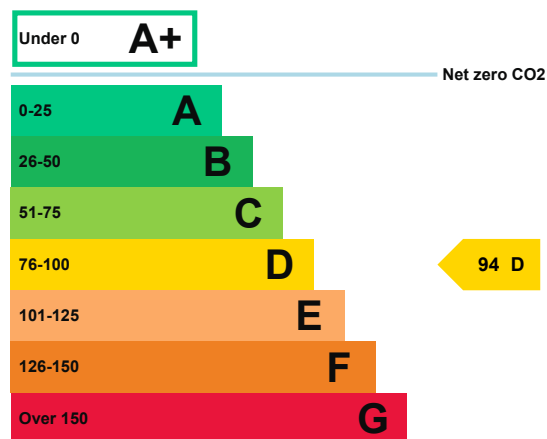 Under 0 A+
Net zero CO2
0-25 A
26-50 B
51-75 C
76-100 D
94 D
101-125 E
126-150 F
Over 150 G